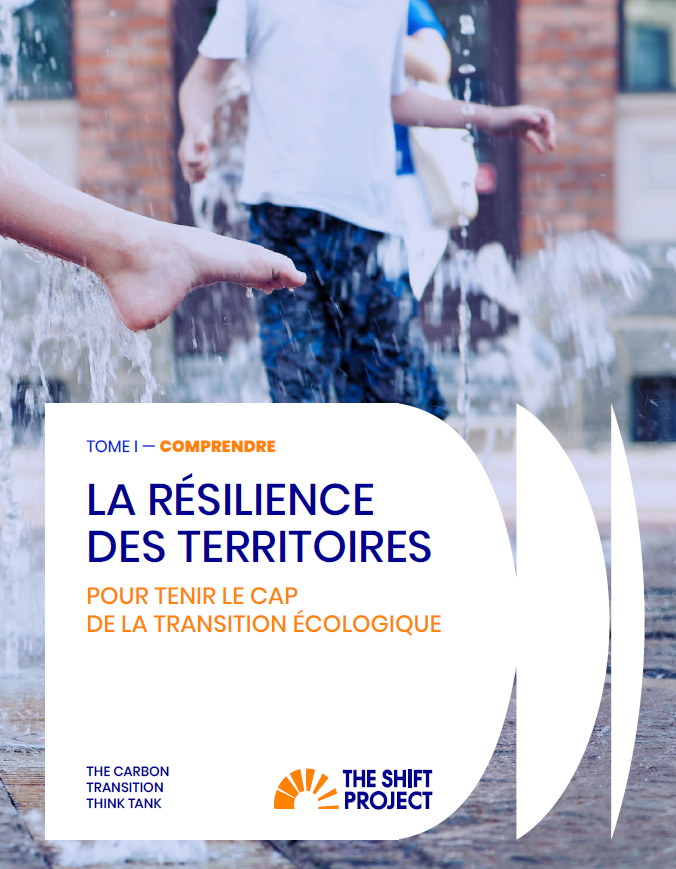 TOME I — COMPRENDRE
LA RÉSILIENCE
DES TERRITOIRES
POUR TENIR LE CAP
DE LA TRANSITION ÉCOLOGIQUE
THE CARBON
TRANSITION
THINK TANK
THE SHIFT
PROJECT